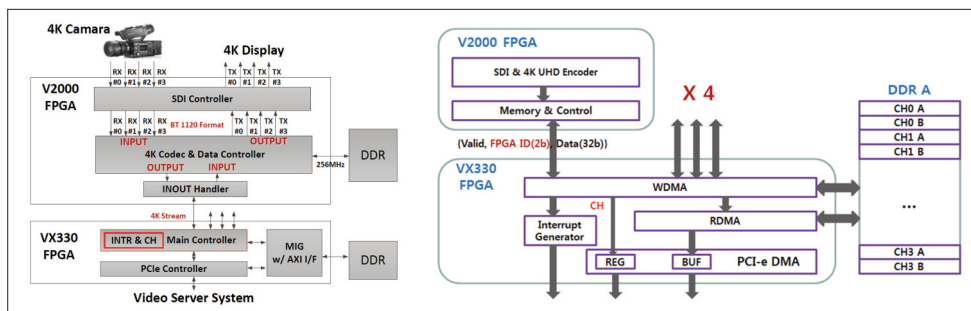 4K Camara
4K Display
RX RX RX RX
#0 #1 #2 #3
TX TX TX TX
#0 #1 #2 #3
V2000
FPGA
SDI Controller
RX RX RX RX
#0 #1 #2 #3
BT 1120 Format
TX TX TX TX
#0 #1 #2 #3
INPUT
OUTPUT
4K Codec & Data Controller
OUTPUT
INPUT
256MHz
DDR
INOUT Handler
4K Stream
VX330
FPGA
INTR & CH
Main Controller
MIG
w/ AXI I/F
DDR
PCIe Controller
Video Server System
V2000 FPGA
SDI & 4K UHD Encoder
Memory & Control
X 4
(Valid, FPGA ID(2b), Data(32b))
VX330
FPGA
WDMA
CH
RDMA
Interrupt
Generator
REG
BUF
PCI-e DMA
DDR A
CH0 A
CH0 B
CH1 A
CH1 B
...
CH3 A
CH3 B